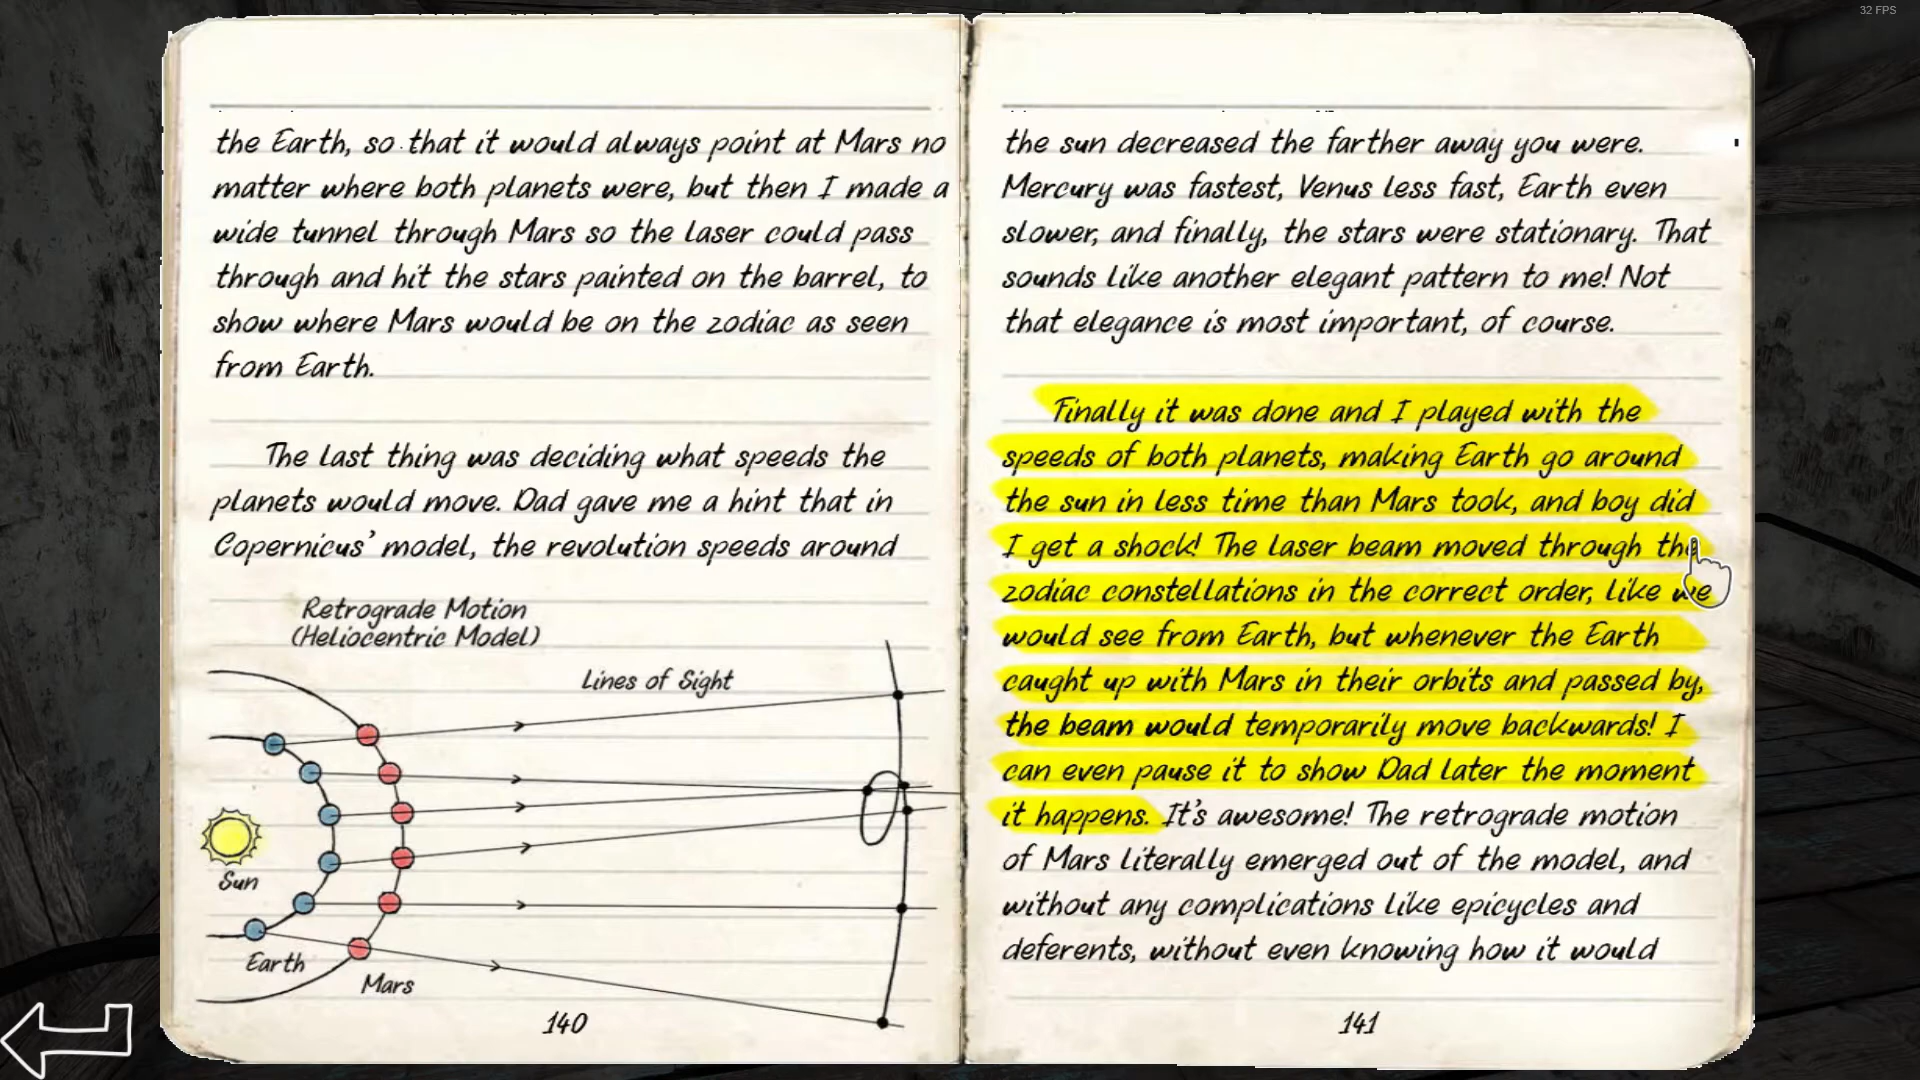 32 FPS
the Earth, so that it would always point at Mars no
matter where both planets were, but then I made a
wide tunnel through Mars so the laser could pass
through and hit the stars painted on the barrel, to
show where Mars would be on the zodiac as seen
from Earth.
The last thing was deciding what speeds the
planets would move. Dad gave me a hint that in
Copernicus' model, the revolution speeds around
Retrograde Motion
(Heliocentric Model)
Lines of Sight
Sun
Earth
Mars
140
the sun decreased the farther away you were.
Mercury was fastest, Venus less fast, Earth even
slower, and finally, the stars were stationary. That
sounds like another elegant pattern to me! Not
that elegance is most important, of course.
Finally it was done and I played with the
speeds of both planets, making Earth go around
the sun in less time than Mars took, and boy did
I get a shock! The laser beam moved through the
zodiac constellations in the correct order, like we
would see from Earth, but whenever the Earth
caught up with Mars in their orbits and passed by,
the beam would temporarily move backwards! I
can even pause it to show Dad later the moment
it happens. It's awesome! The retrograde motion
of Mars literally emerged out of the model, and
without any complications like epicycles and
deferents, without even knowing how it would
141